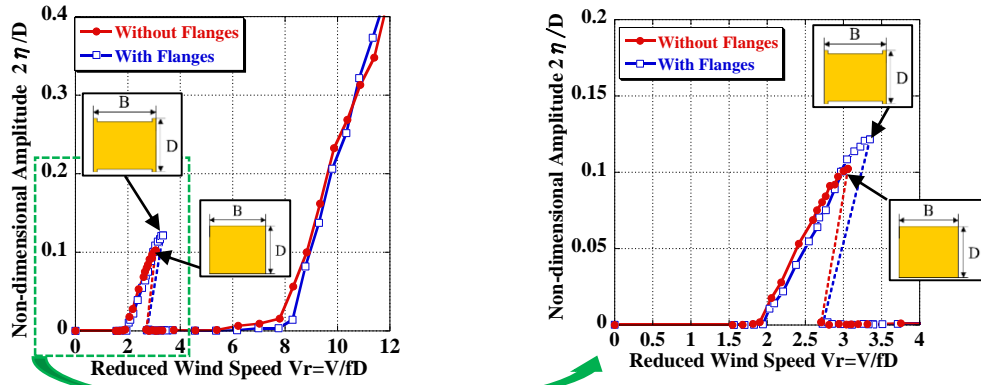 Non-dimensional Amplitude 2η/D
0.4
0.3
0.2
0.1
0
Without Flanges
With Flanges
B
D
B
D
0 2 4 6 8 10 12
Reduced Wind Speed Vr=V/fD
Non-dimensional Amplitude 2η/D
0.2
0.15
0.1
0.05
0
Without Flanges
With Flanges
B
D
B
D
0 0.5 1 1.5 2 2.5 3 3.5 4
Reduced Wind Speed Vr=V/fD